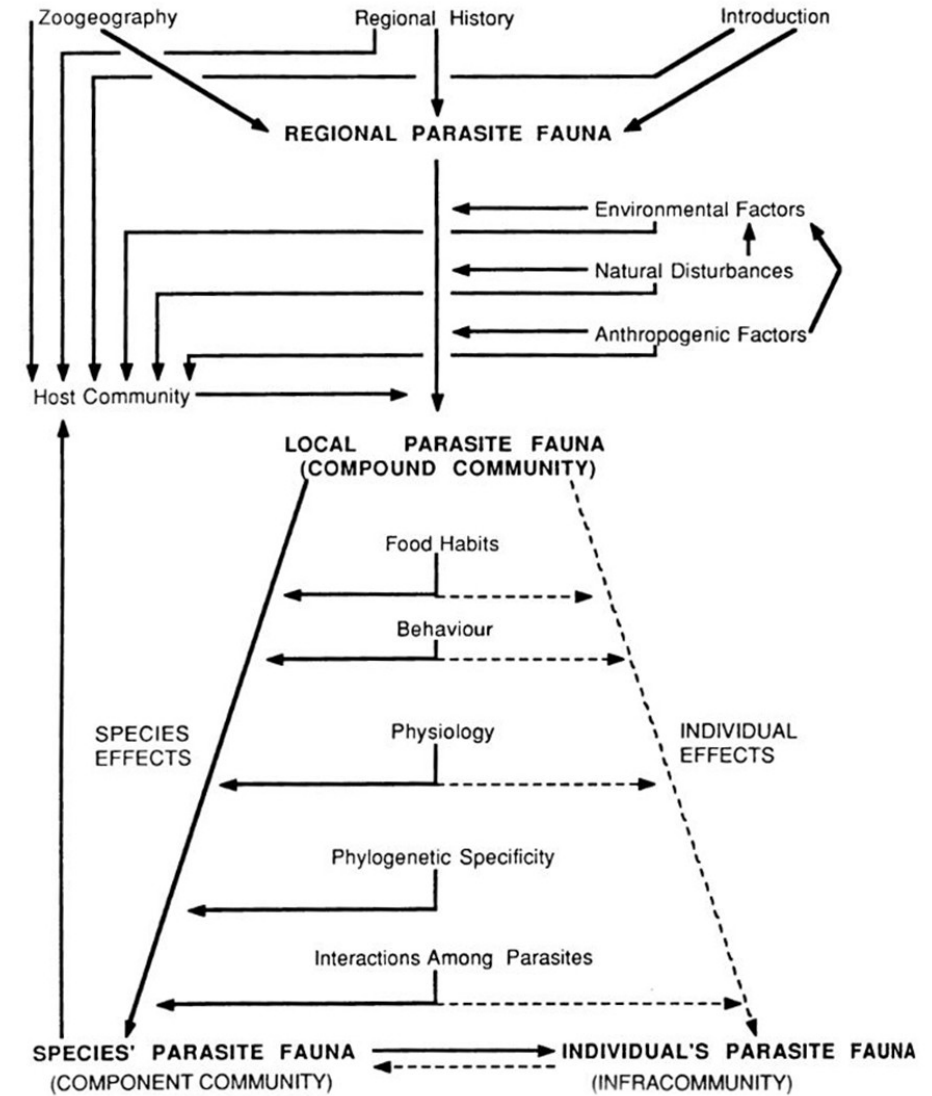 Zoogeography Regional History Introduction
REGIONAL PARASITE FAUNA
Environmental Factors
Natural Disturbances
Anthropogenic Factors
Host Community
LOCAL PARASITE FAUNA
(COMPOUND COMMUNITY)
Food Habits
Behaviour
SPECIES
EFFECTS
Physiology
INDIVIDUAL
EFFECTS
Phylogenetic Specificity
Interactions Among Parasites
SPECIES' PARASITE FAUNA
(COMPONENT COMMUNITY)
INDIVIDUAL'S PARASITE FAUNA
(INFRACOMMUNITY)